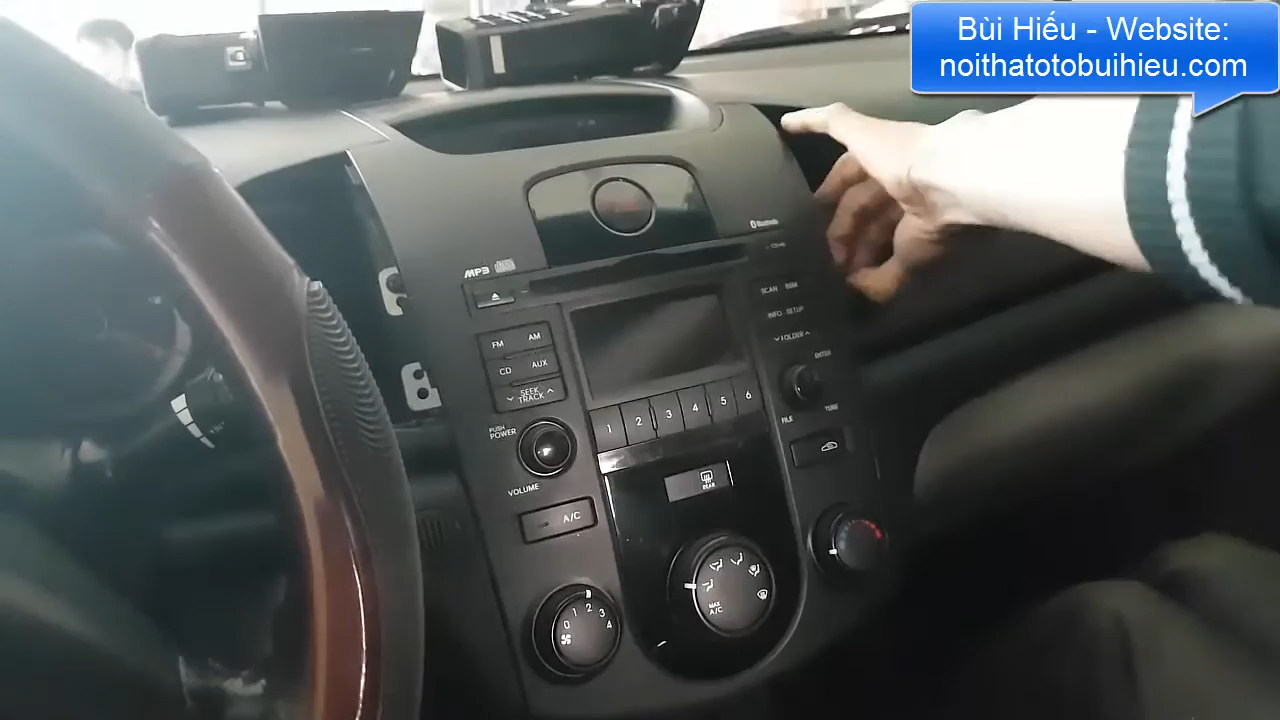 Bùi Hiếu - Website:
noithatotobuihieu.com
Bluetooth
MP3
SCAN
FM AM
INFO SETUP
CD AUX
FOLDER
SEEK
TRACK
ENTER
1 2 3 4 5 6
PUSH
POWER
FILE TUNE
VOLUME
REAR
A/C
0 1 2 3 4
MAX
A/C